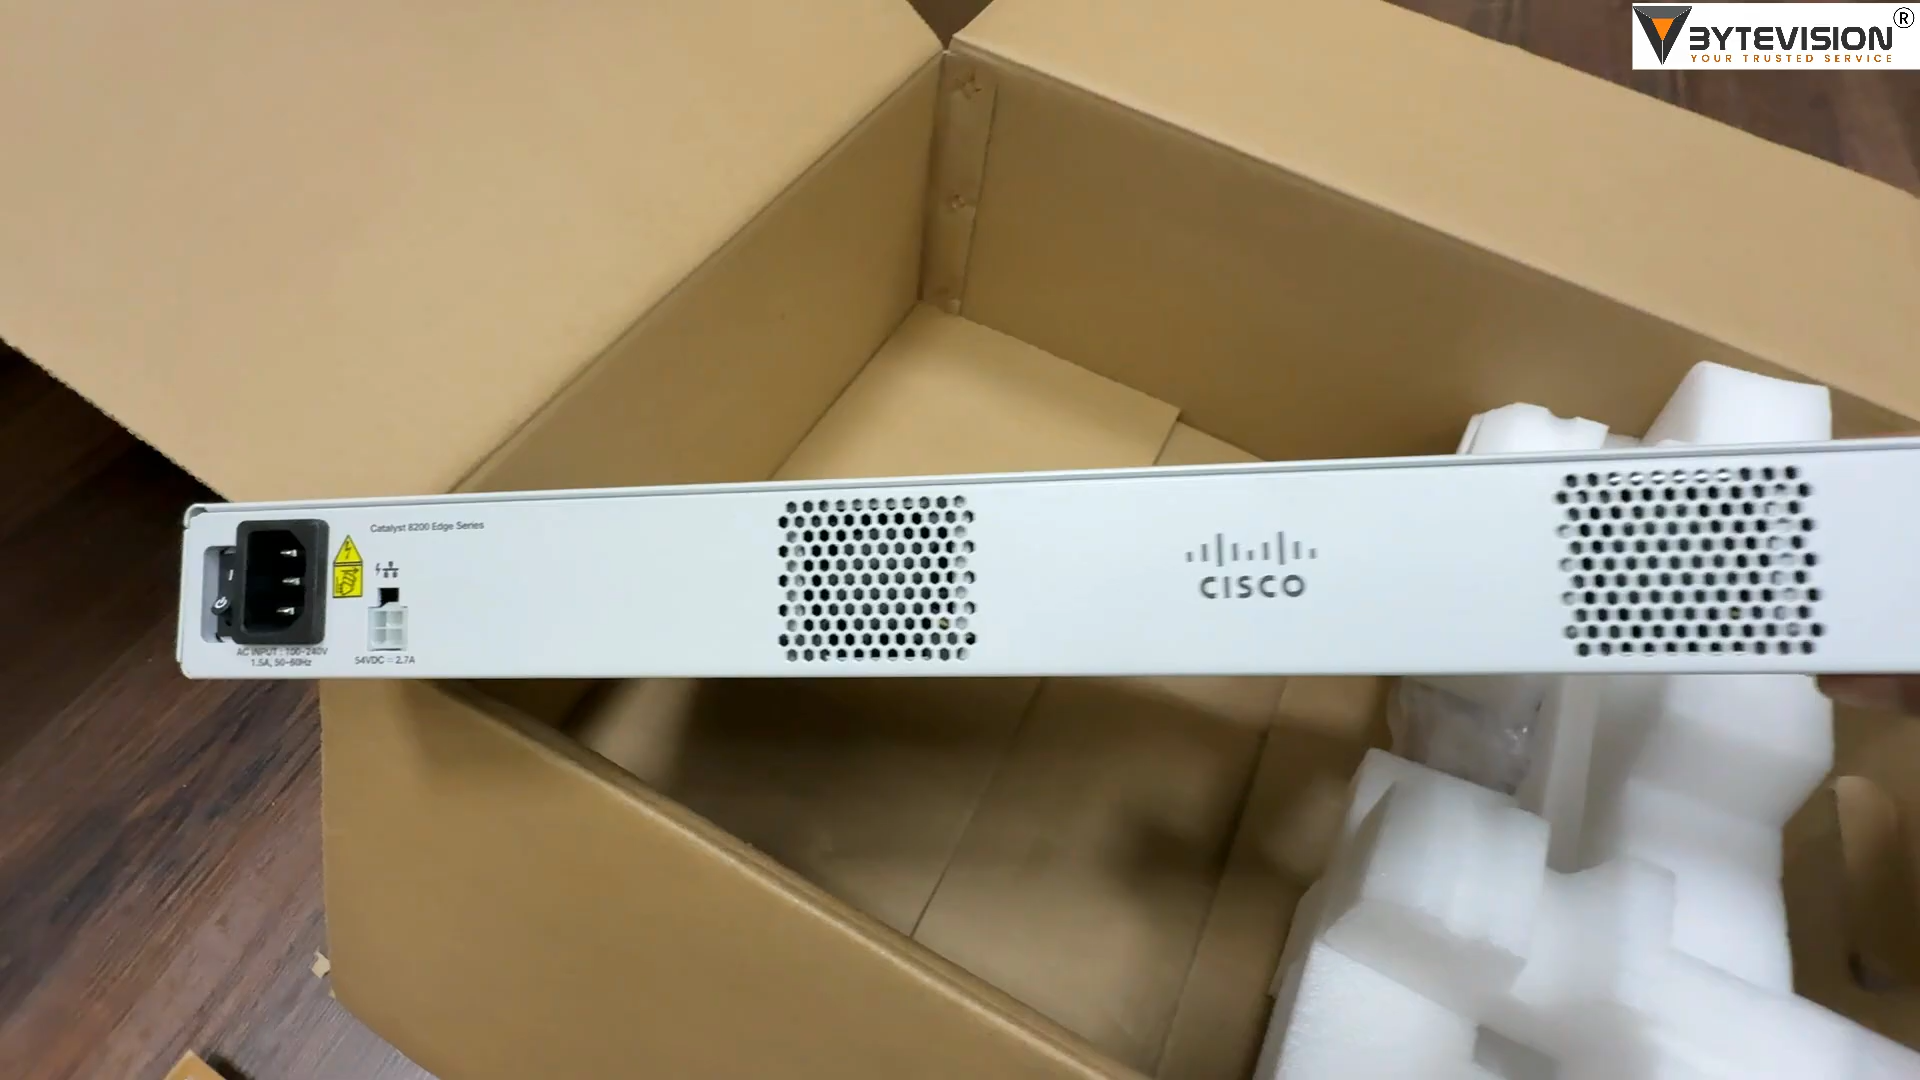 BYTEVISION®
YOUR TRUSTED SERVICE
Catalyst 8200 Edge Series
CISCO
AC INPUT : 100-240V
1.5A, 50-60Hz
54VDC ⎓ 2.7A